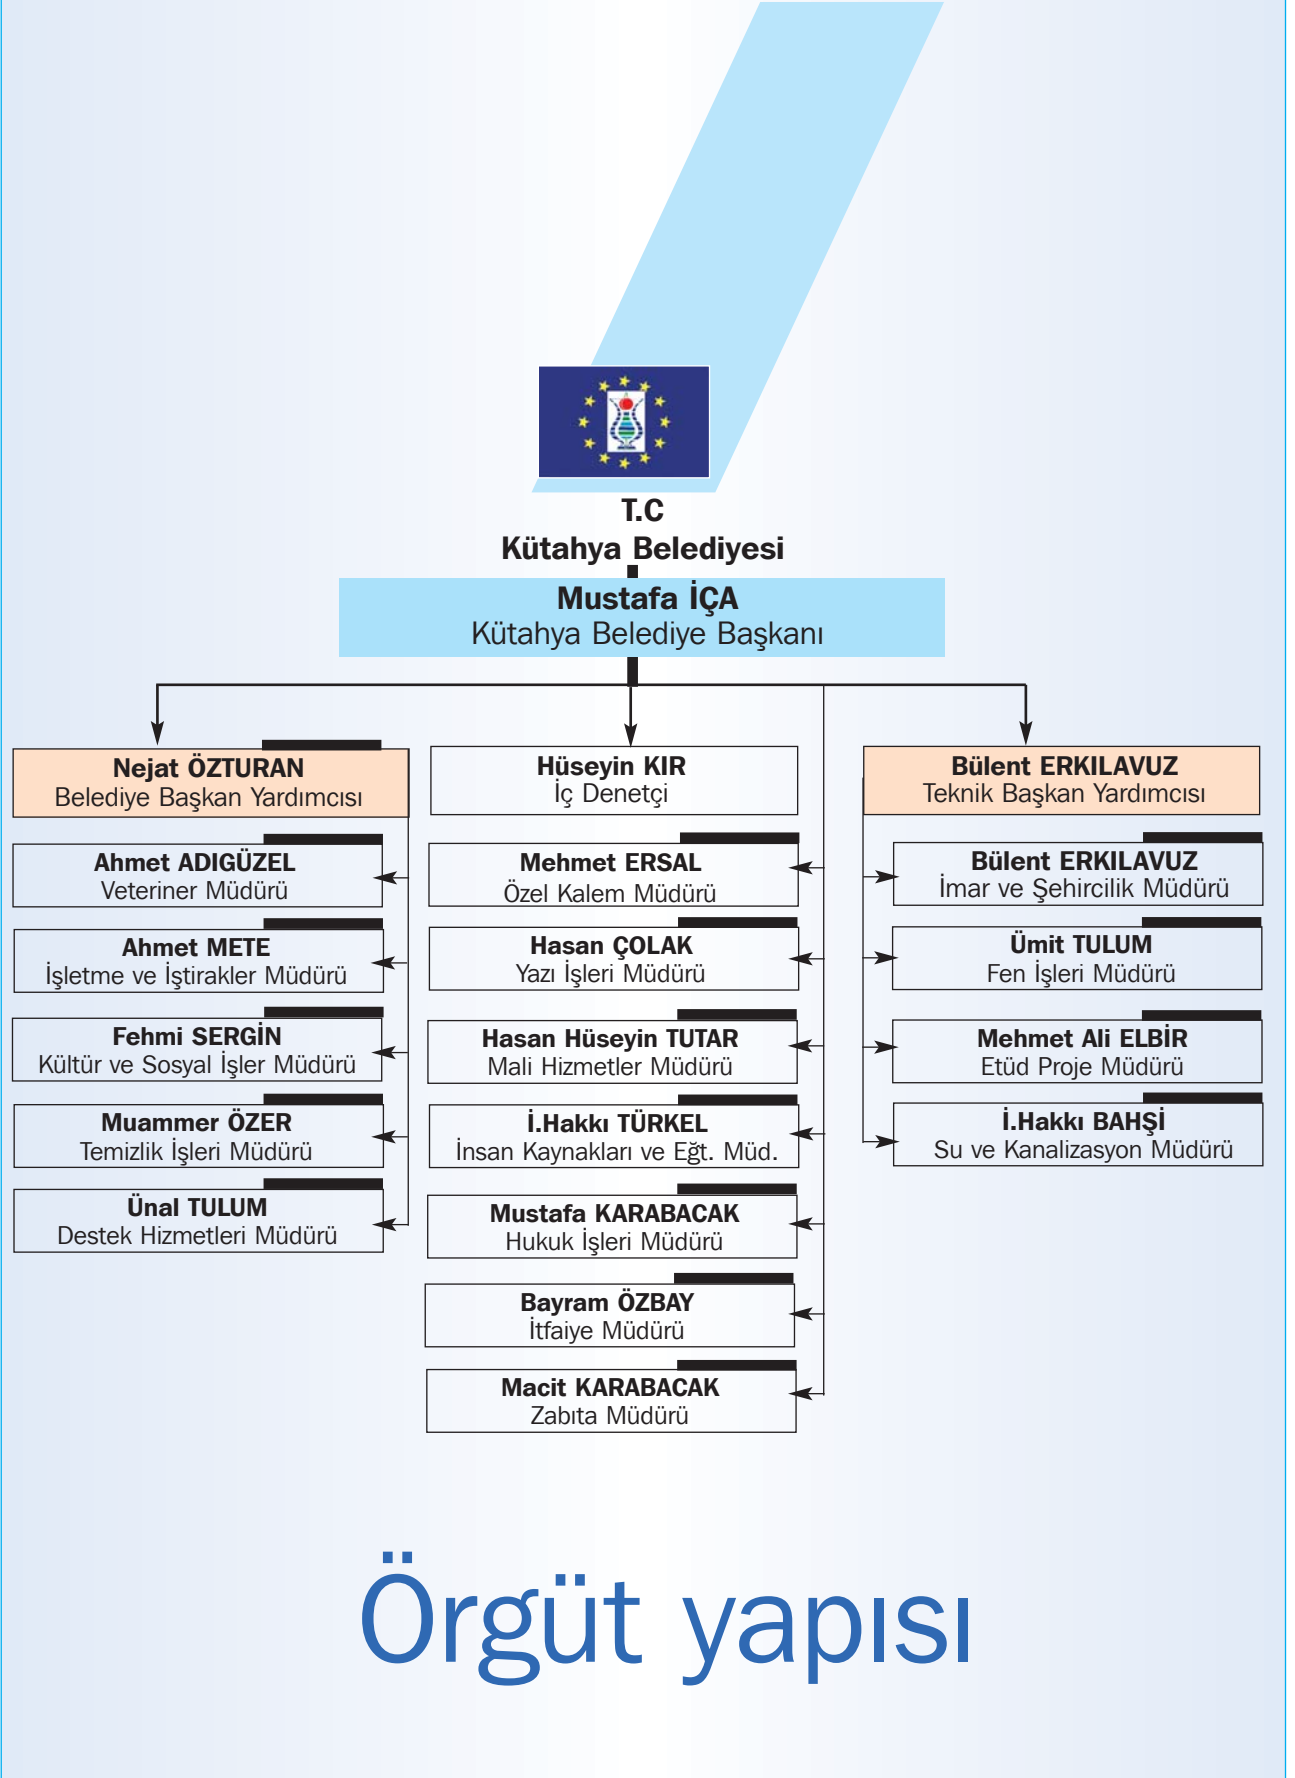 T.C
Kütahya Belediyesi
Mustafa İÇA
Kütahya Belediye Başkanı
Nejat ÖZTURAN
Belediye Başkan Yardımcısı
Ahmet ADIGÜZEL
Veteriner Müdürü
Ahmet METE
İşletme ve İştirakler Müdürü
Fehmi SERGİN
Kültür ve Sosyal İşler Müdürü
Muammer ÖZER
Temizlik İşleri Müdürü
Ünal TULUM
Destek Hizmetleri Müdürü
Hüseyin KIR
İç Denetçi
Mehmet ERSAL
Özel Kalem Müdürü
Hasan ÇOLAK
Yazı İşleri Müdürü
Hasan Hüseyin TUTAR
Mali Hizmetler Müdürü
İ.Hakkı TÜRKEL
İnsan Kaynakları ve Eğt. Müd.
Mustafa KARABACAK
Hukuk İşleri Müdürü
Bayram ÖZBAY
İtfaiye Müdürü
Macit KARABACAK
Zabıta Müdürü
Bülent ERKILAVUZ
Teknik Başkan Yardımcısı
Bülent ERKILAVUZ
İmar ve Şehircilik Müdürü
Ümit TULUM
Fen İşleri Müdürü
Mehmet Ali ELBİR
Etüd Proje Müdürü
İ.Hakkı BAHŞİ
Su ve Kanalizasyon Müdürü
Örgüt yapısı